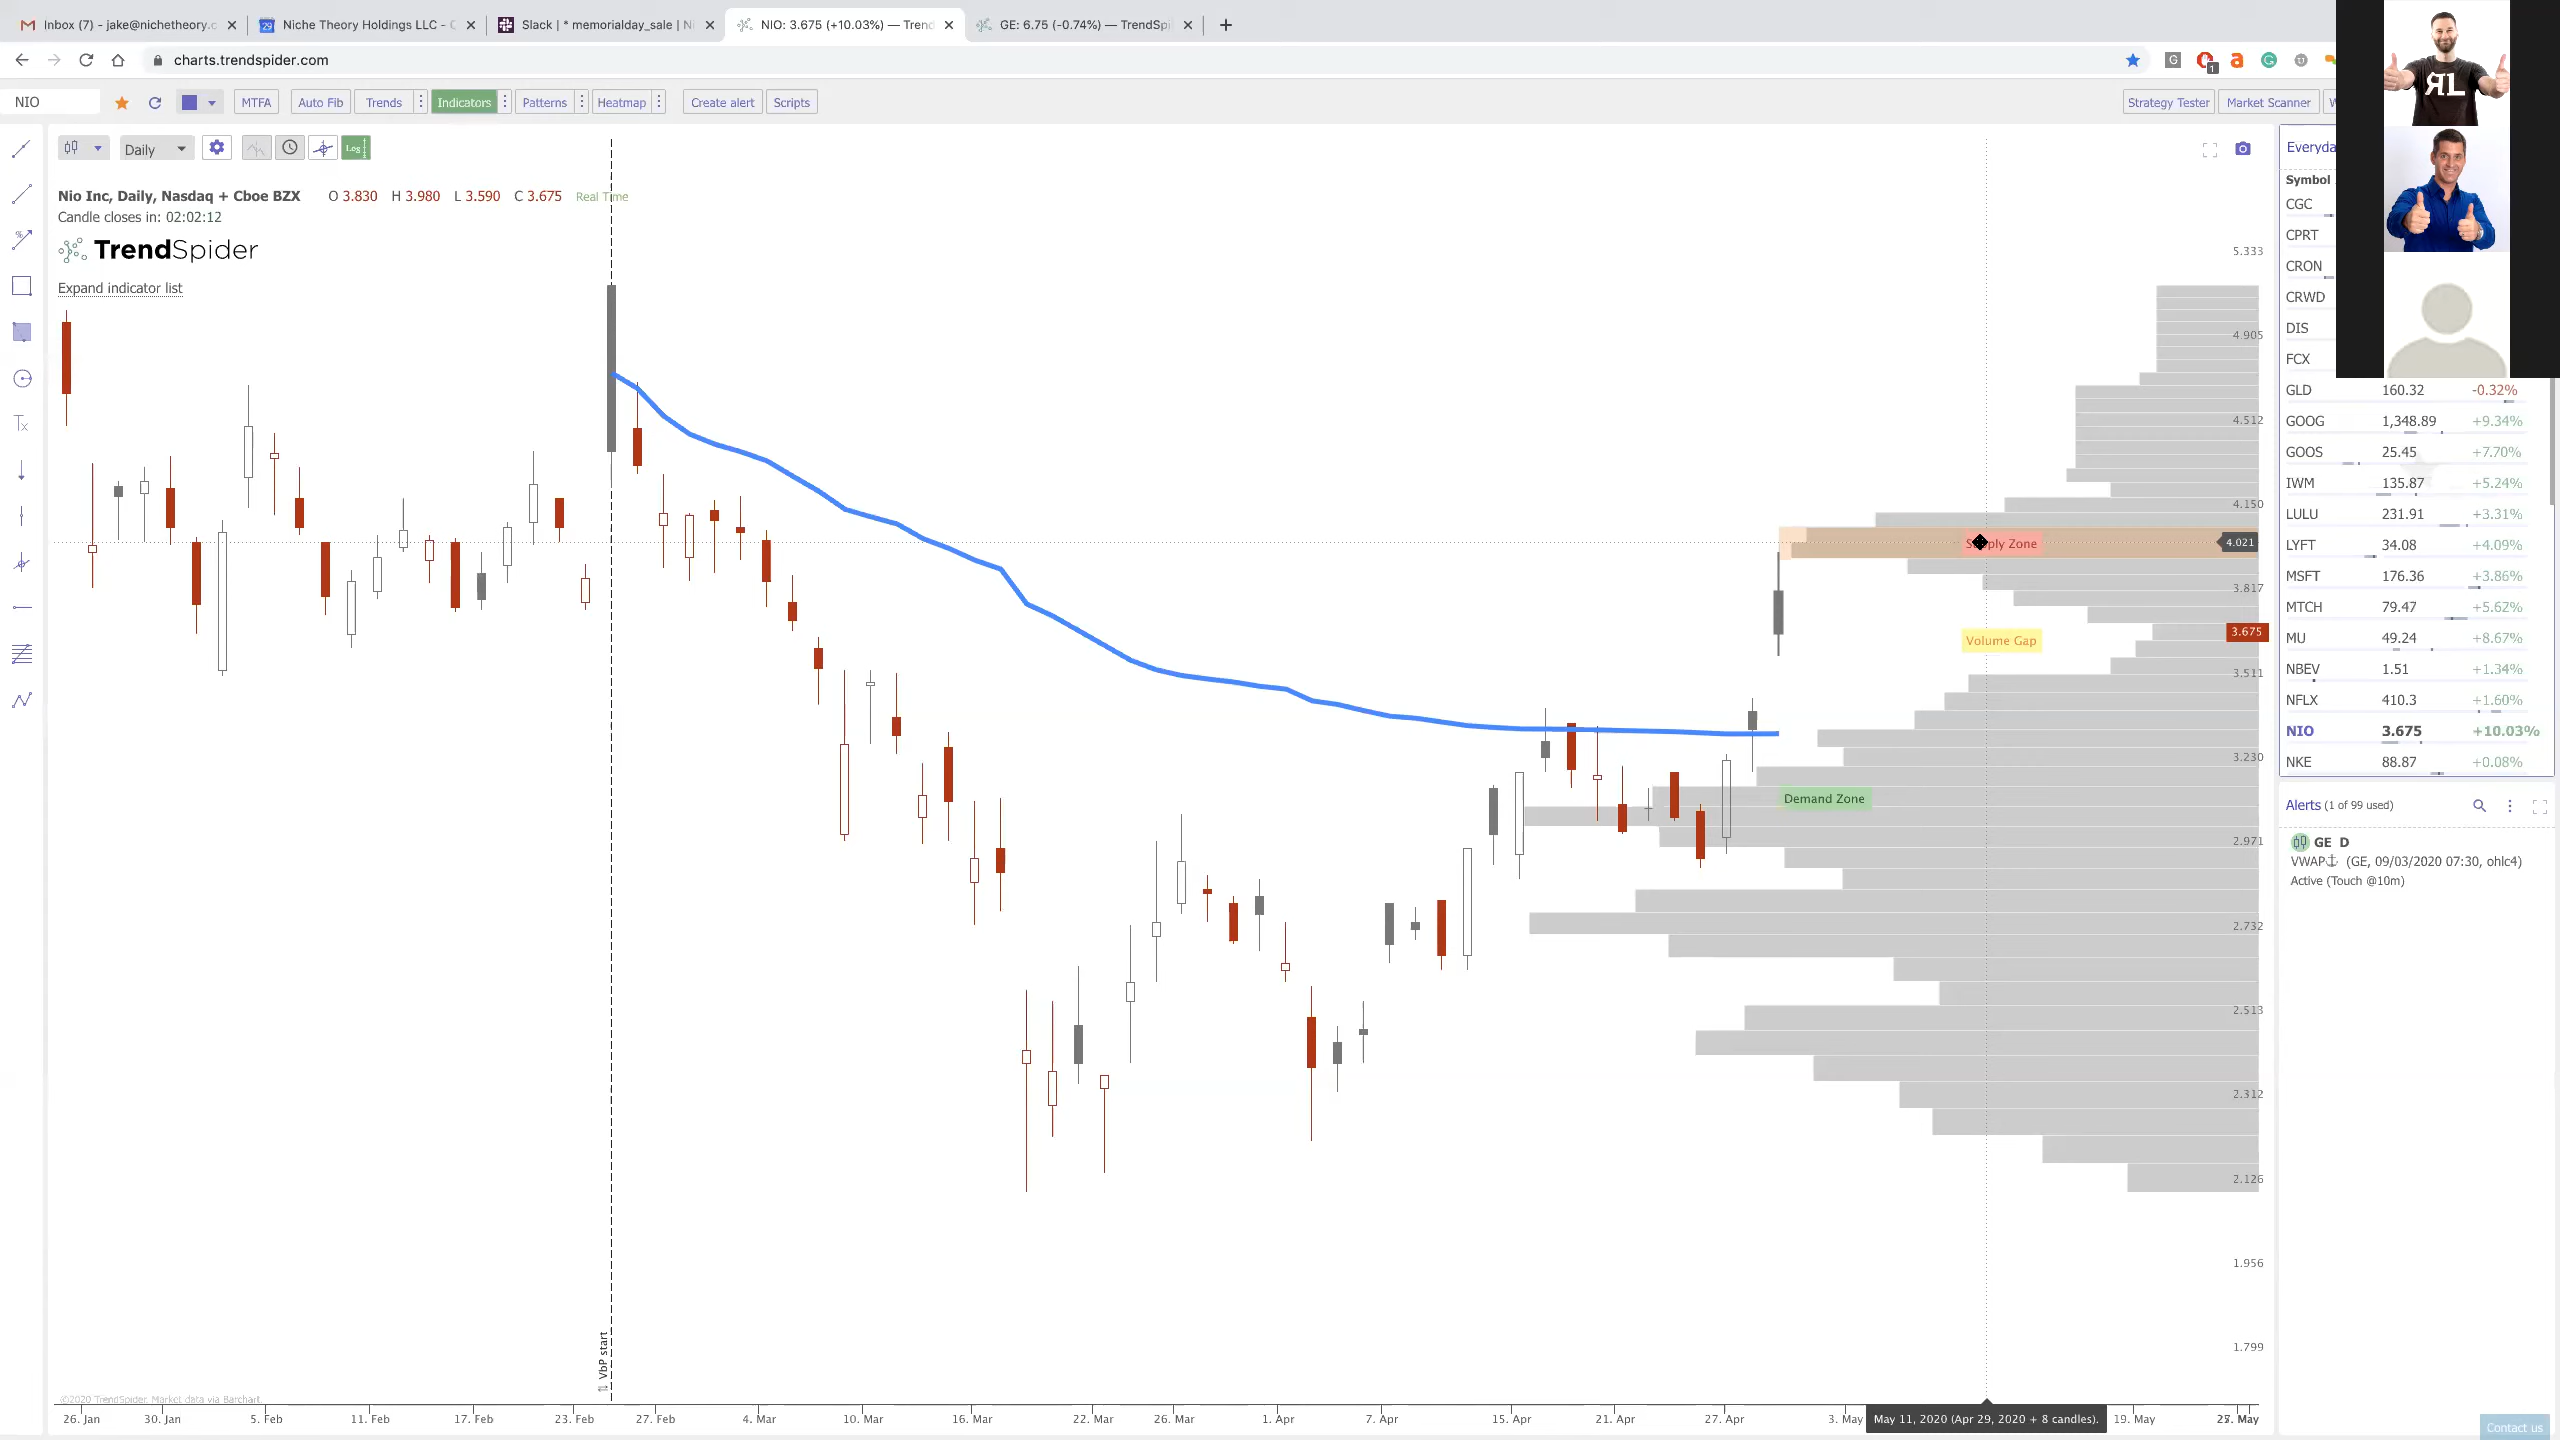 Inbox (7) - jake@nichetheory.c
Niche Theory Holdings LLC - C
Slack | * memorialday_sale | Ni
NIO: 3.675 (+10.03%) — Trend
GE: 6.75 (-0.74%) — TrendSpi
charts.trendspider.com
NIO
MTFA
Auto Fib
Trends
Indicators
Patterns
Heatmap
Create alert
Scripts
Strategy Tester
Market Scanner
Daily
Log
Nio Inc, Daily, Nasdaq + Cboe BZX O 3.830 H 3.980 L 3.590 C 3.675 Real Time
Candle closes in: 02:02:12
TrendSpider
Expand indicator list
5.333
4.905
4.512
4.150
4.021
3.817
3.675
3.511
3.230
2.971
2.732
2.513
2.312
2.126
1.956
1.799
Supply Zone
Volume Gap
Demand Zone
VbP start
©2020 TrendSpider. Market data via Barchart.
26. Jan 30. Jan 5. Feb 11. Feb 17. Feb 23. Feb 27. Feb 4. Mar 10. Mar 16. Mar 22. Mar 26. Mar 1. Apr 7. Apr 15. Apr 21. Apr 27. Apr 3. May May 11, 2020 (Apr 29, 2020 + 8 candles). 19. May
Everyda
Symbol
CGC
CPRT
CRON
CRWD
DIS
FCX
GLD 160.32 -0.32%
GOOG 1,348.89 +9.34%
GOOS 25.45 +7.70%
IWM 135.87 +5.24%
LULU 231.91 +3.31%
LYFT 34.08 +4.09%
MSFT 176.36 +3.86%
MTCH 79.47 +5.62%
MU 49.24 +8.67%
NBEV 1.51 +1.34%
NFLX 410.3 +1.60%
NIO 3.675 +10.03%
NKE 88.87 +0.08%
Alerts (1 of 99 used)
GE D
VWAP (GE, 09/03/2020 07:30, ohlc4)
Active (Touch @10m)
Contact us